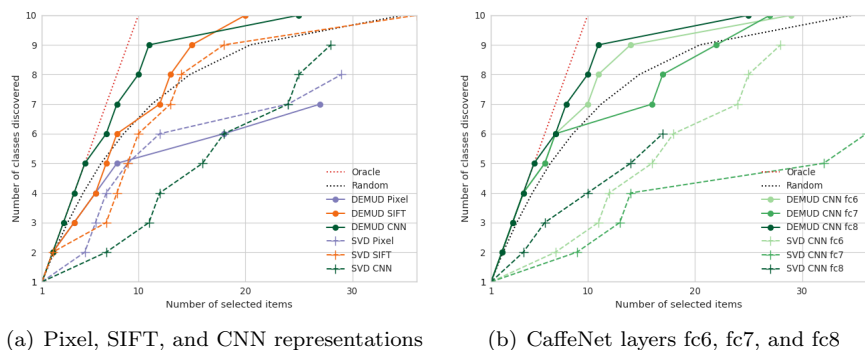 Number of classes discovered
10
9
8
7
6
5
4
3
2
1
1 10 20 30
Number of selected items
Oracle
Random
DEMUD Pixel
DEMUD SIFT
DEMUD CNN
SVD Pixel
SVD SIFT
SVD CNN
(a) Pixel, SIFT, and CNN representations
Number of classes discovered
10
9
8
7
6
5
4
3
2
1
1 10 20 30
Number of selected items
Oracle
Random
DEMUD CNN fc6
DEMUD CNN fc7
DEMUD CNN fc8
SVD CNN fc6
SVD CNN fc7
SVD CNN fc8
(b) CaffeNet layers fc6, fc7, and fc8